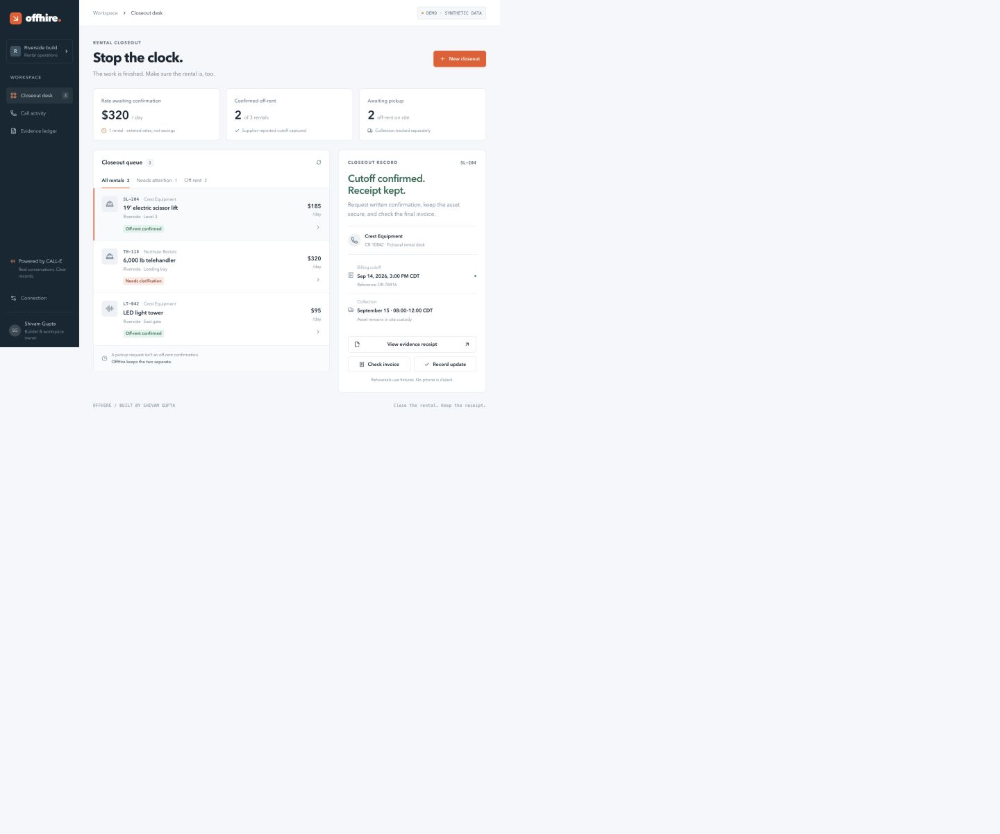 offhire.
R
Riverside build
Rental operations
WORKSPACE
Closeout desk 3
Call activity
Evidence ledger
Powered by CALL-E
Real conversations. Clear
records.
Connection
SG
Shivam Gupta
Builder & workspace
owner
Workspace > Closeout desk
DEMO · SYNTHETIC DATA
RENTAL CLOSEOUT
Stop the clock.
The work is finished. Make sure the rental is, too.
+ New closeout
Rate awaiting confirmation
$320 / day
1 rental · entered rates, not savings
Confirmed off-rent
2 of 3 rentals
Supplier-reported cutoff captured
Awaiting pickup
2 off-rent on site
Collection tracked separately
Closeout queue 3
All rentals 3 Needs attention 1 Off-rent 2
SL-204 · Crest Equipment
19′ electric scissor lift
Riverside · Level 3
Off-rent confirmed
$185
/day
TH-118 · Northstar Rentals
6,000 lb telehandler
Riverside · Loading bay
Needs clarification
$320
/day
LT-042 · Crest Equipment
LED light tower
Riverside · East gate
Off-rent confirmed
$95
/day
A pickup request isn't an off-rent confirmation.
OffHire keeps the two separate.
CLOSEOUT RECORD SL-204
Cutoff confirmed.
Receipt kept.
Request written confirmation, keep the asset
secure, and check the final invoice.
Crest Equipment
CR-10842 · Fictional rental desk
Billing cutoff
Sep 14, 2026, 3:00 PM CDT
Reference OR-78416
Collection
September 15 · 08:00–12:00 CDT
Asset remains in site custody
View evidence receipt
Check invoice
Record update
Rehearsals use fixtures. No phone is dialed.
OFFHIRE / BUILT BY SHIVAM GUPTA
Close the rental. Keep the receipt.